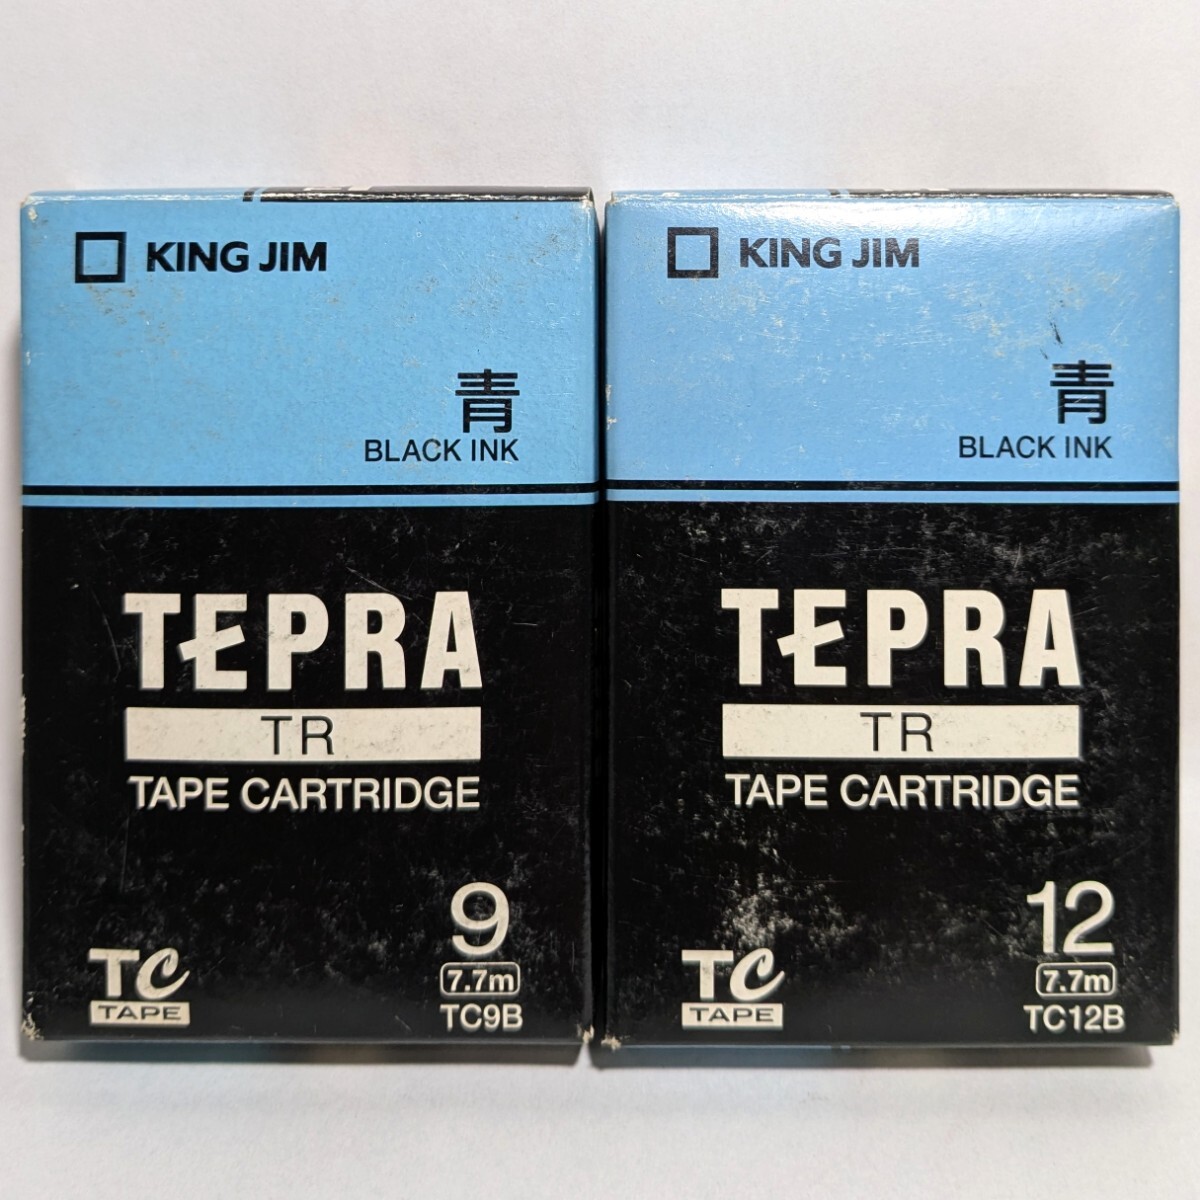 KING JIM
青
BLACK INK
TEPRA
TR
TAPE CARTRIDGE
9
7.7m
TC9B
TC
TAPE
KING JIM
青
BLACK INK
TEPRA
TR
TAPE CARTRIDGE
12
7.7m
TC12B
TC
TAPE